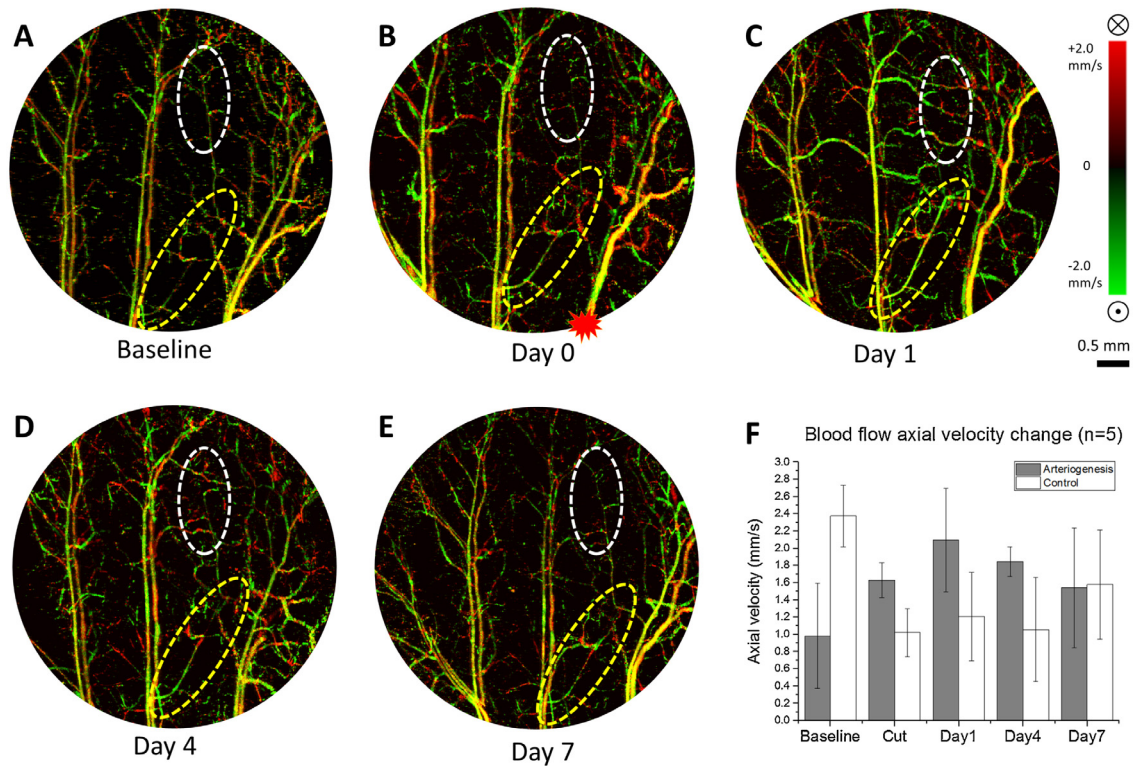 A
B
C
+2.0
mm/s
0
-2.0
mm/s
0.5 mm
Baseline
Day 0
Day 1
D
E
F
Blood flow axial velocity change (n=5)
Arteriogenesis
Control
Axial velocity (mm/s)
3.0
2.8
2.6
2.4
2.2
2.0
1.8
1.6
1.4
1.2
1.0
0.8
0.6
0.4
0.2
0.0
Baseline Cut Day1 Day4 Day7
Day 4
Day 7